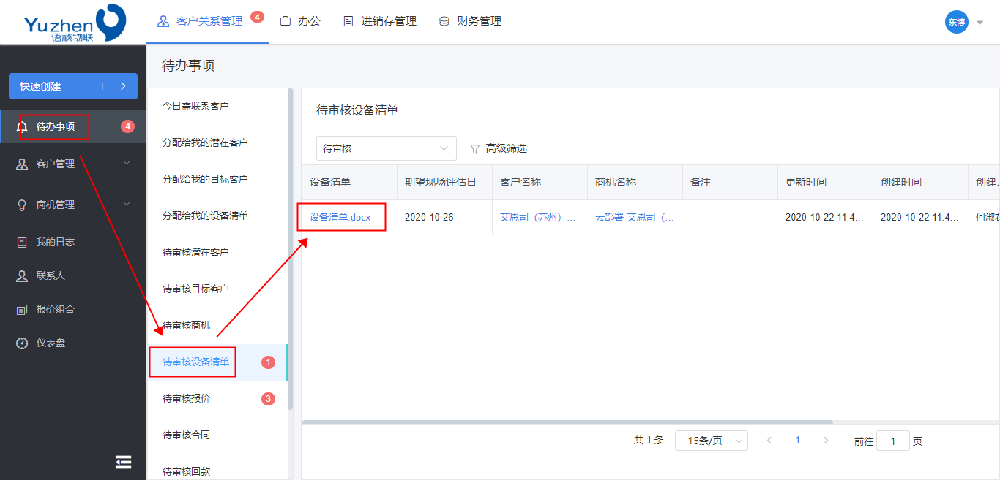 Yuzhen
语祯物联
客户关系管理 4
办公
进销存管理
财务管理
东博
快速创建
待办事项 4
客户管理
商机管理
我的日志
联系人
报价组合
仪表盘
待办事项
今日需联系客户
分配给我的潜在客户
分配给我的目标客户
分配给我的设备清单
待审核潜在客户
待审核目标客户
待审核商机
待审核设备清单 1
待审核报价 3
待审核合同
待审核回款
待审核设备清单
待审核 高级筛选
设备清单 期望现场评估日 客户名称 商机名称 备注 更新时间 创建时间 创建
设备清单.docx 2020-10-26 艾恩司（苏州）... 云部署-艾恩司（... -- 2020-10-22 11:4... 2020-10-22 11:4... 何淑
共 1 条 15条/页 1 前往 1 页